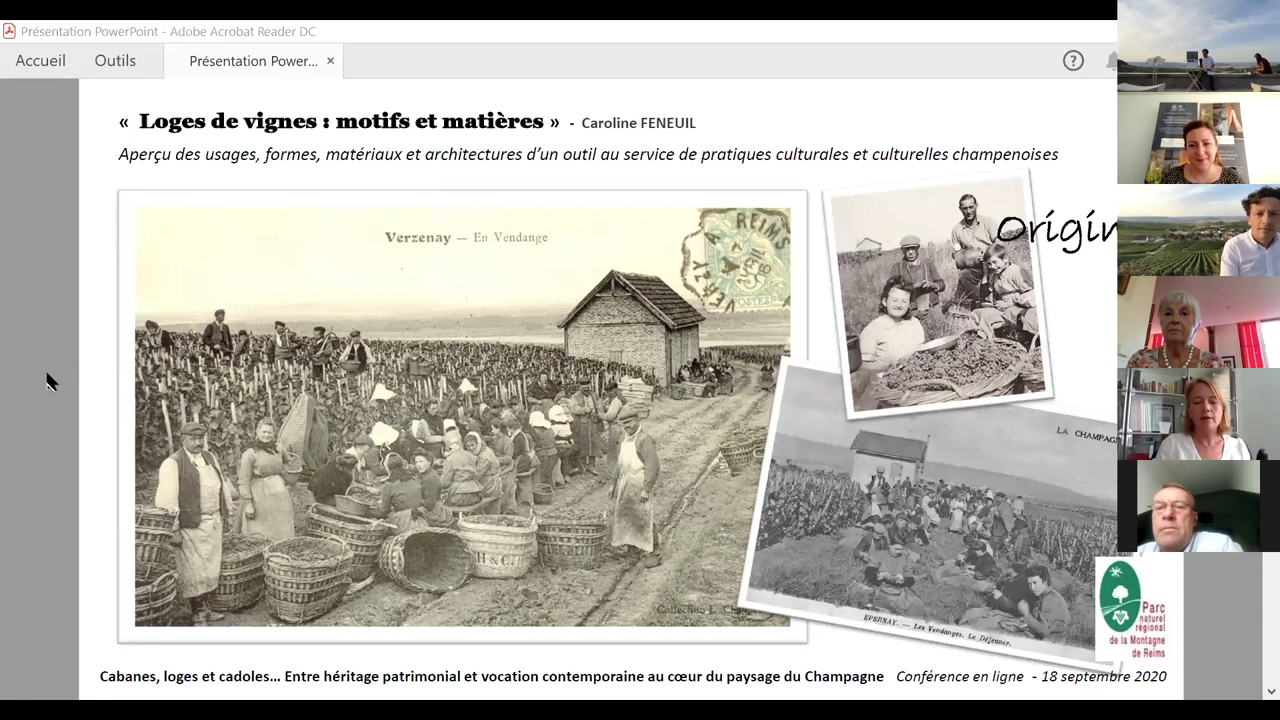 Présentation PowerPoint - Adobe Acrobat Reader DC
Accueil
Outils
Présentation Power...
« Loges de vignes : motifs et matières » - Caroline FENEUIL
Aperçu des usages, formes, matériaux et architectures d'un outil au service de pratiques culturales et culturelles champenoises
Verzenay — En Vendange
REIMS
VERZY A
POSTES
Origin
H & C.
Collection L.
LA CHAMPAG
EPERNAY. — Les Vendanges. Le Déjeuner.
Parc
naturel
régional
de la Montagne
de Reims
Cabanes, loges et cadoles... Entre héritage patrimonial et vocation contemporaine au cœur du paysage du Champagne
Conférence en ligne - 18 septembre 2020